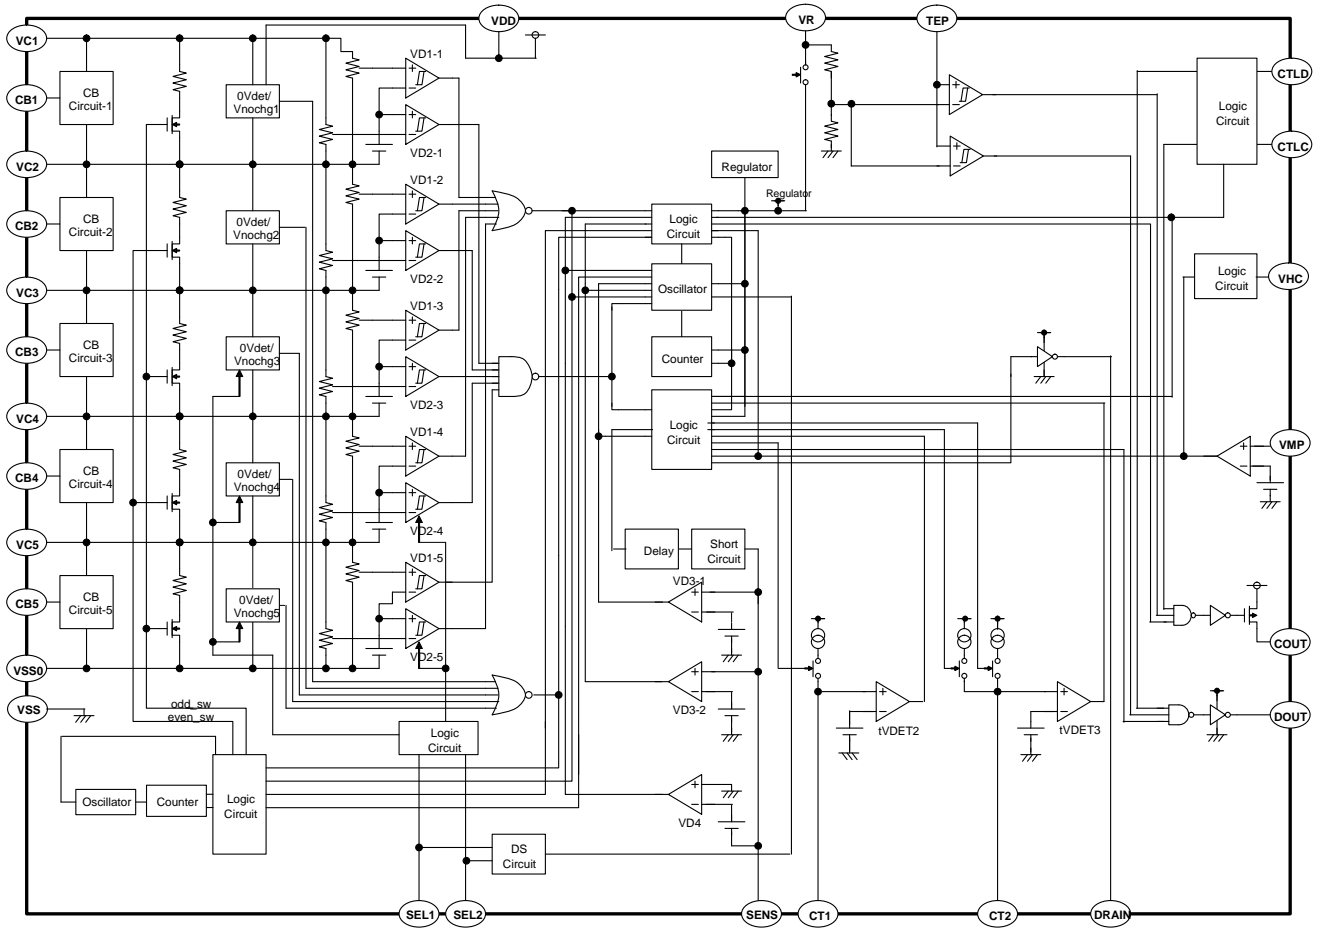 VDD
VR
TEP
VC1
CB1
CB
Circuit-1
0Vdet/
Vnochg1
VD1-1
VD2-1
CTLD
Logic
Circuit
CTLC
VC2
CB2
CB
Circuit-2
0Vdet/
Vnochg2
VD1-2
VD2-2
Regulator
Regulator
Logic
Circuit
Oscillator
Counter
Logic
Circuit
Logic
Circuit
VHC
VC3
CB3
CB
Circuit-3
0Vdet/
Vnochg3
VD1-3
VD2-3
VC4
CB4
CB
Circuit-4
0Vdet/
Vnochg4
VD1-4
VD2-4
VMP
Delay
Short
Circuit
VC5
CB5
CB
Circuit-5
0Vdet/
Vnochg5
VD1-5
VD2-5
VD3-1
VD3-2
VD4
COUT
DOUT
VSS0
VSS
odd_sw
even_sw
Oscillator
Counter
Logic
Circuit
Logic
Circuit
DS
Circuit
tVDET2
tVDET3
SEL1
SEL2
SENS
CT1
CT2
DRAIN